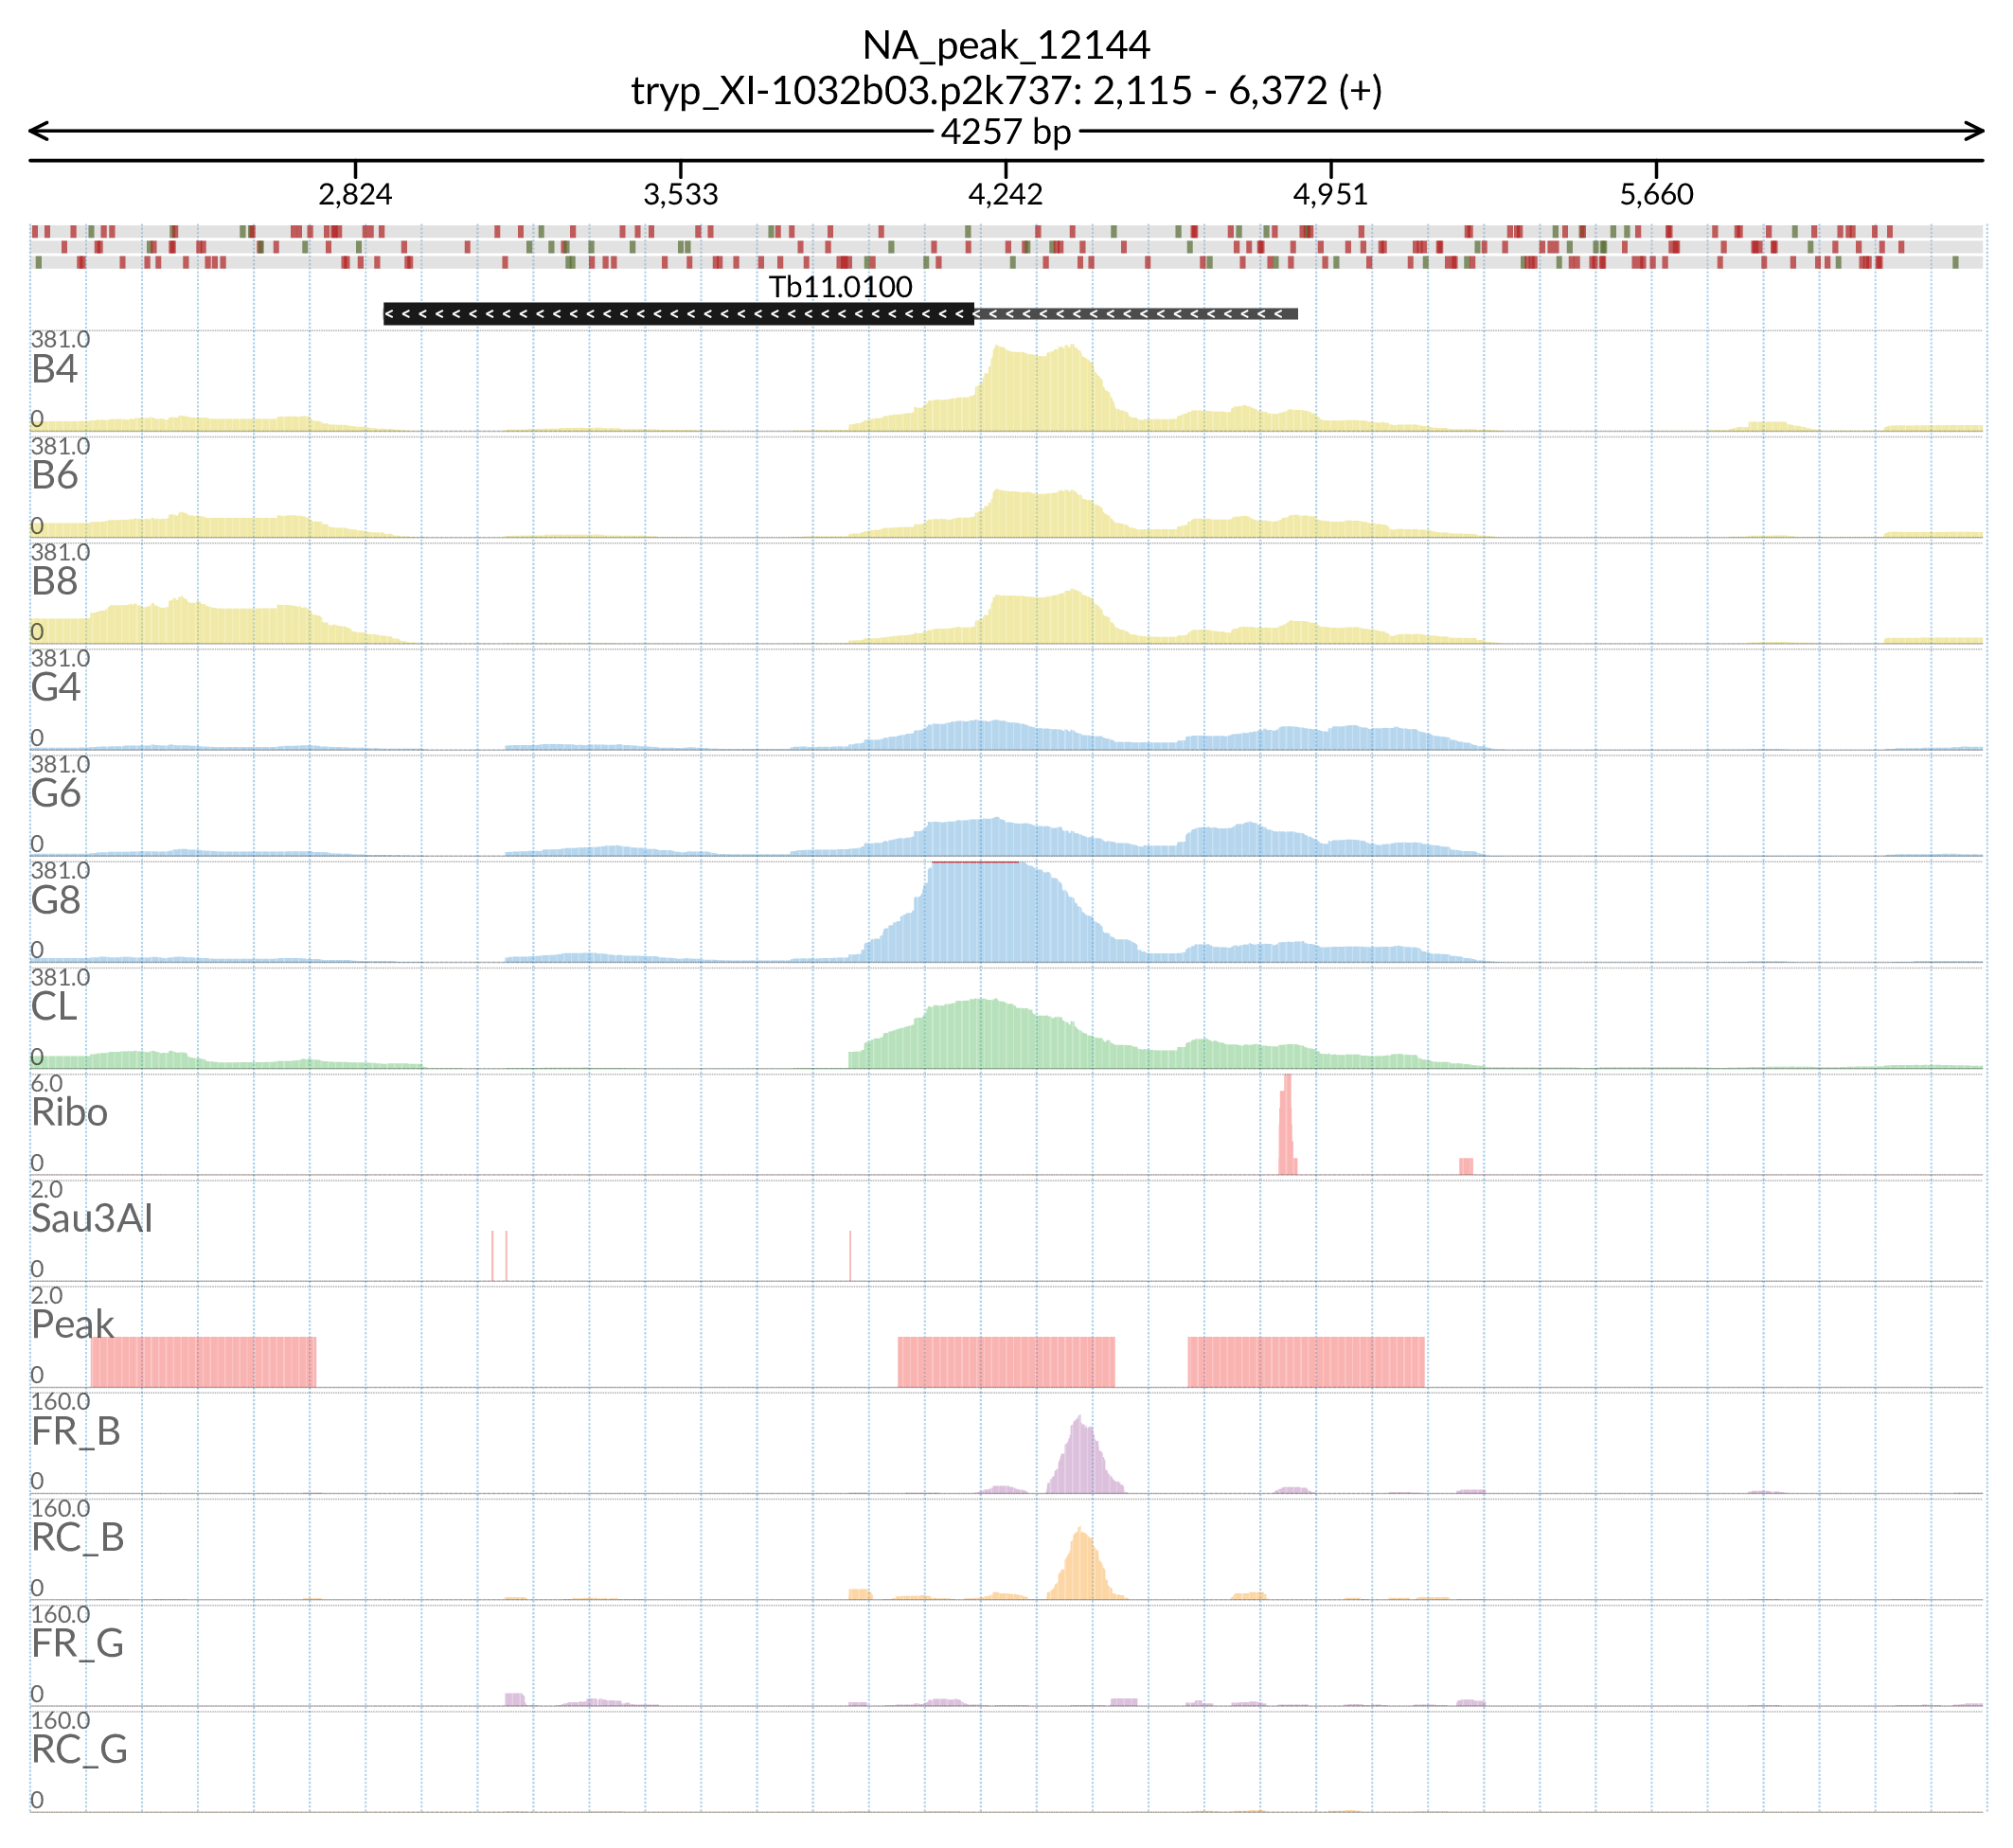 NA_peak_12144
tryp_XI-1032b03.p2k737: 2,115 - 6,372 (+)
4257 bp
2,824 3,533 4,242 4,951 5,660
Tb11.0100
381.0
B4
0
381.0
B6
0
381.0
B8
0
381.0
G4
0
381.0
G6
0
381.0
G8
0
381.0
CL
0
6.0
Ribo
0
2.0
Sau3AI
0
2.0
Peak
0
160.0
FR_B
0
160.0
RC_B
0
160.0
FR_G
0
160.0
RC_G
0